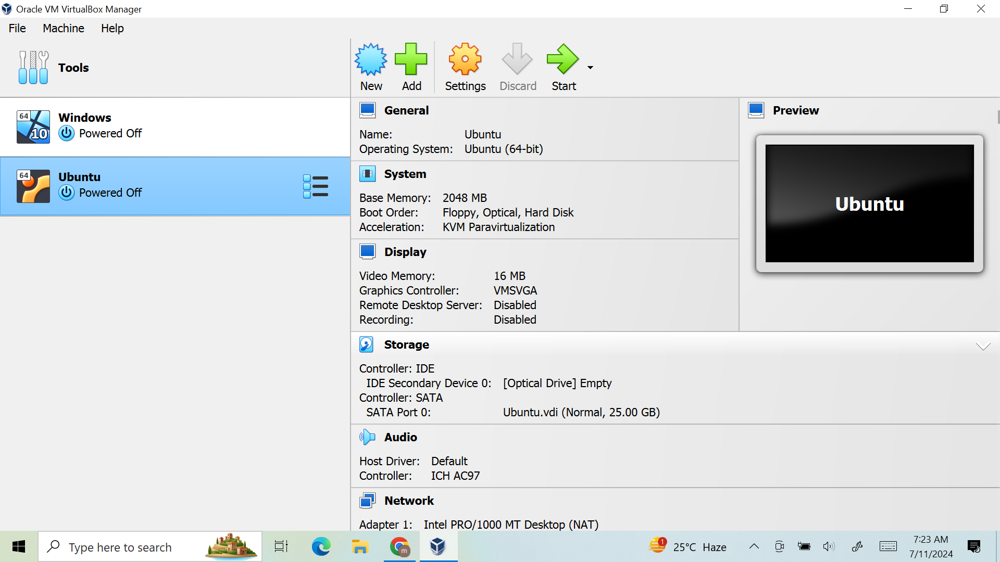 Oracle VM VirtualBox Manager
File Machine Help
Tools
New Add Settings Discard Start
64
10
Windows
Powered Off
64
Ubuntu
Powered Off
General
Name: Ubuntu
Operating System: Ubuntu (64-bit)
System
Base Memory: 2048 MB
Boot Order: Floppy, Optical, Hard Disk
Acceleration: KVM Paravirtualization
Display
Video Memory: 16 MB
Graphics Controller: VMSVGA
Remote Desktop Server: Disabled
Recording: Disabled
Preview
Ubuntu
Storage
Controller: IDE
IDE Secondary Device 0: [Optical Drive] Empty
Controller: SATA
SATA Port 0: Ubuntu.vdi (Normal, 25.00 GB)
Audio
Host Driver: Default
Controller: ICH AC97
Network
Adapter 1: Intel PRO/1000 MT Desktop (NAT)
Type here to search
m
1
25°C Haze
7:23 AM
7/11/2024